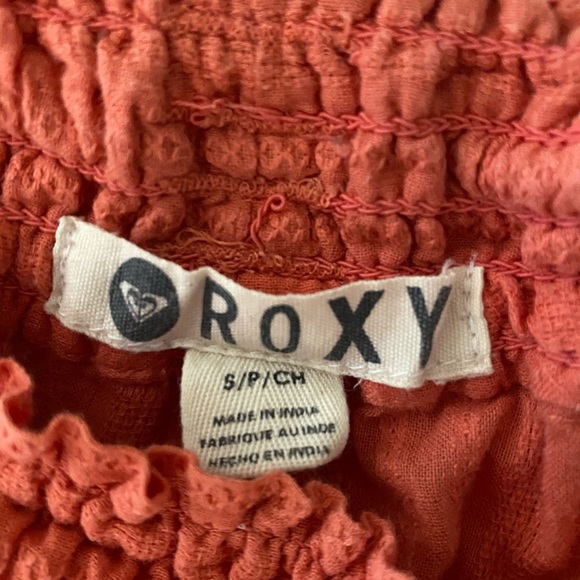 ROXY
S/P/CH
MADE IN INDIA
FABRIQUE AU INDE
HECHO EN INDIA